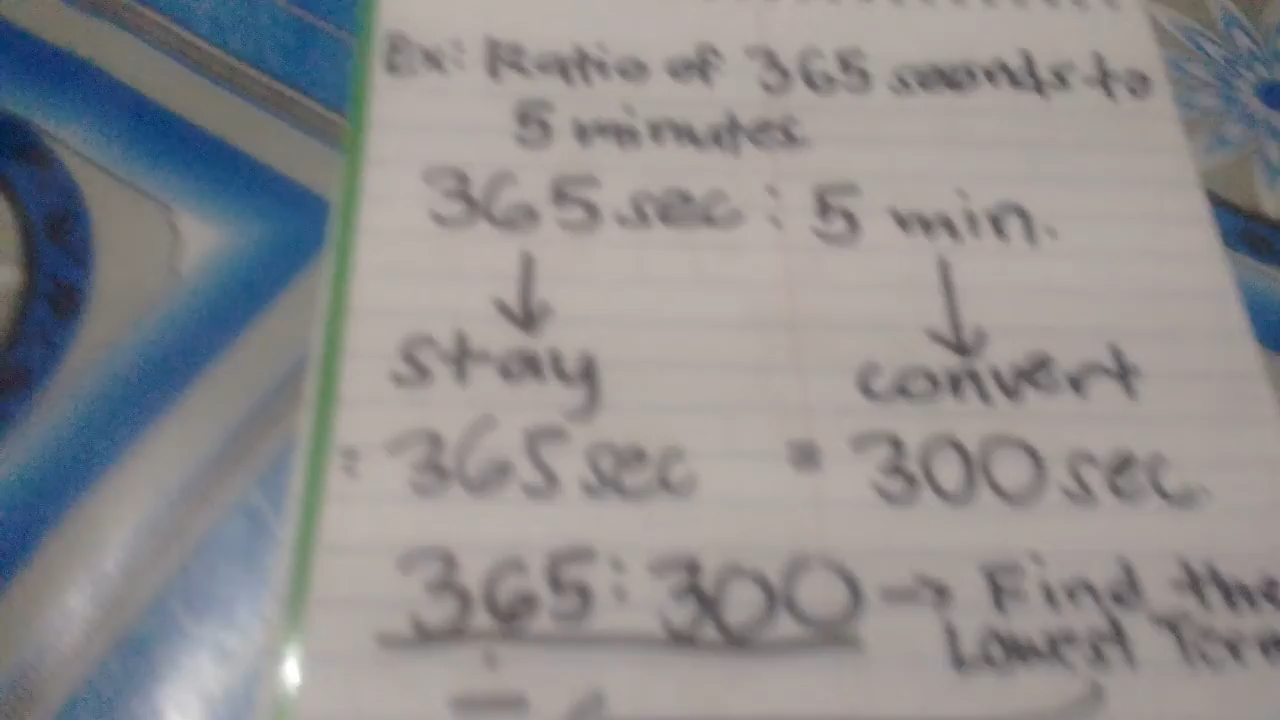 Ex: Ratio of 365 seconds to
5 minutes
365 sec : 5 min.
stay convert
= 365 sec = 300 sec
365 : 300 → Find the
Lowest Term
÷